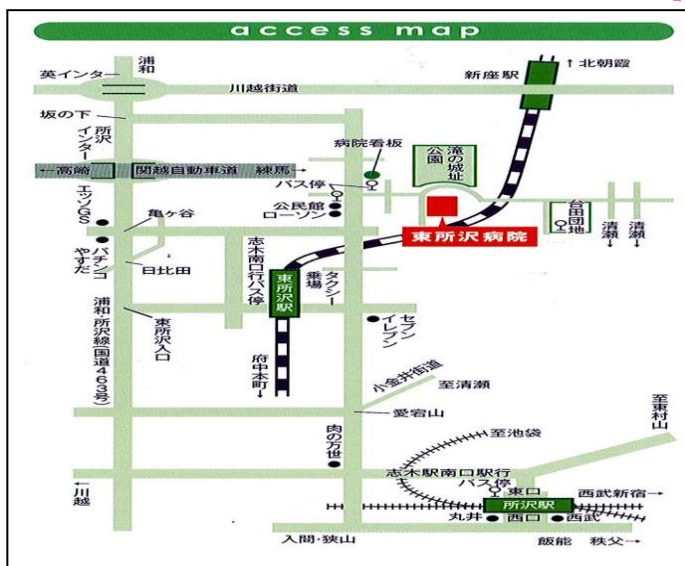 access map
浦和
英インター
川越街道
新座駅
↑北朝霞
坂の下
所沢インター
病院看板
滝の城址公園
←高崎 関越自動車道 練馬→
バス停
エッソGS
公民館
ローソン
台田団地
清瀬→
清瀬→
亀ヶ谷
東所沢病院
パチンコやすだ
日比田
志木南口行バス停
東所沢駅
タクシー乗場
浦和・所沢線(国道463号)
東所沢入口
セブンイレブン
府中本町→
小金井街道
至清瀬
愛宕山
至東村山
肉の万世
至池袋
志木駅南口駅行
バス停
東口
←川越
所沢駅
西武新宿→
丸井
西口
西武
入間・狭山
飯能 秩父→